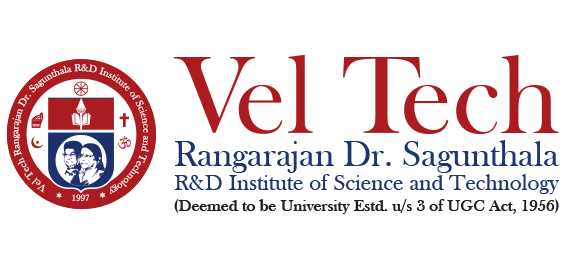 Vel Tech Rangarajan Dr. Sagunthala R&D Institute of Science and Technology
1997
Vel Tech
Rangarajan Dr. Sagunthala
R&D Institute of Science and Technology
(Deemed to be University Estd. u/s 3 of UGC Act, 1956)